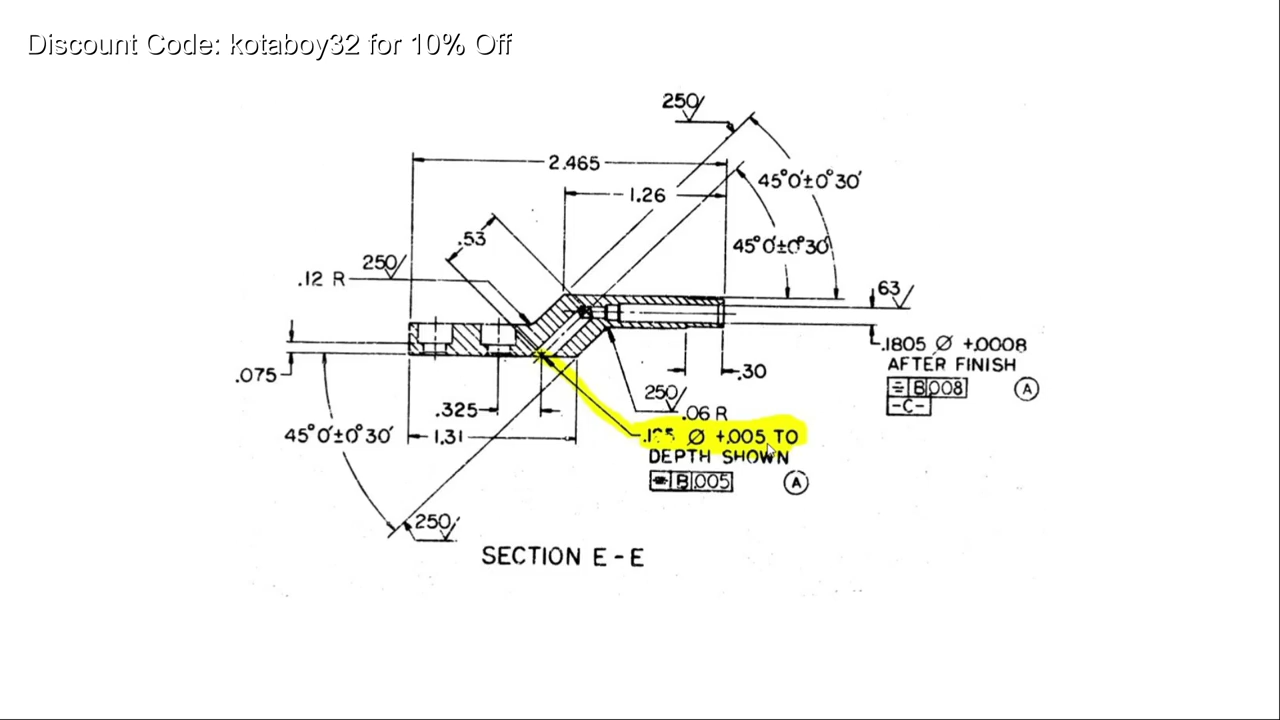 Discount Code: kotaboy32 for 10% Off
250
2.465
45°0'±0°30'
1.26
.53
45°0'±0°30'
250
.12 R
63
.1805 Ø +.0008
AFTER FINISH
B .008
A
-C-
.075
.30
250
.06 R
.325
45°0'±0°30'
1.31
Ø +.005 TO
DEPTH SHOWN
B .005
A
250
SECTION E-E